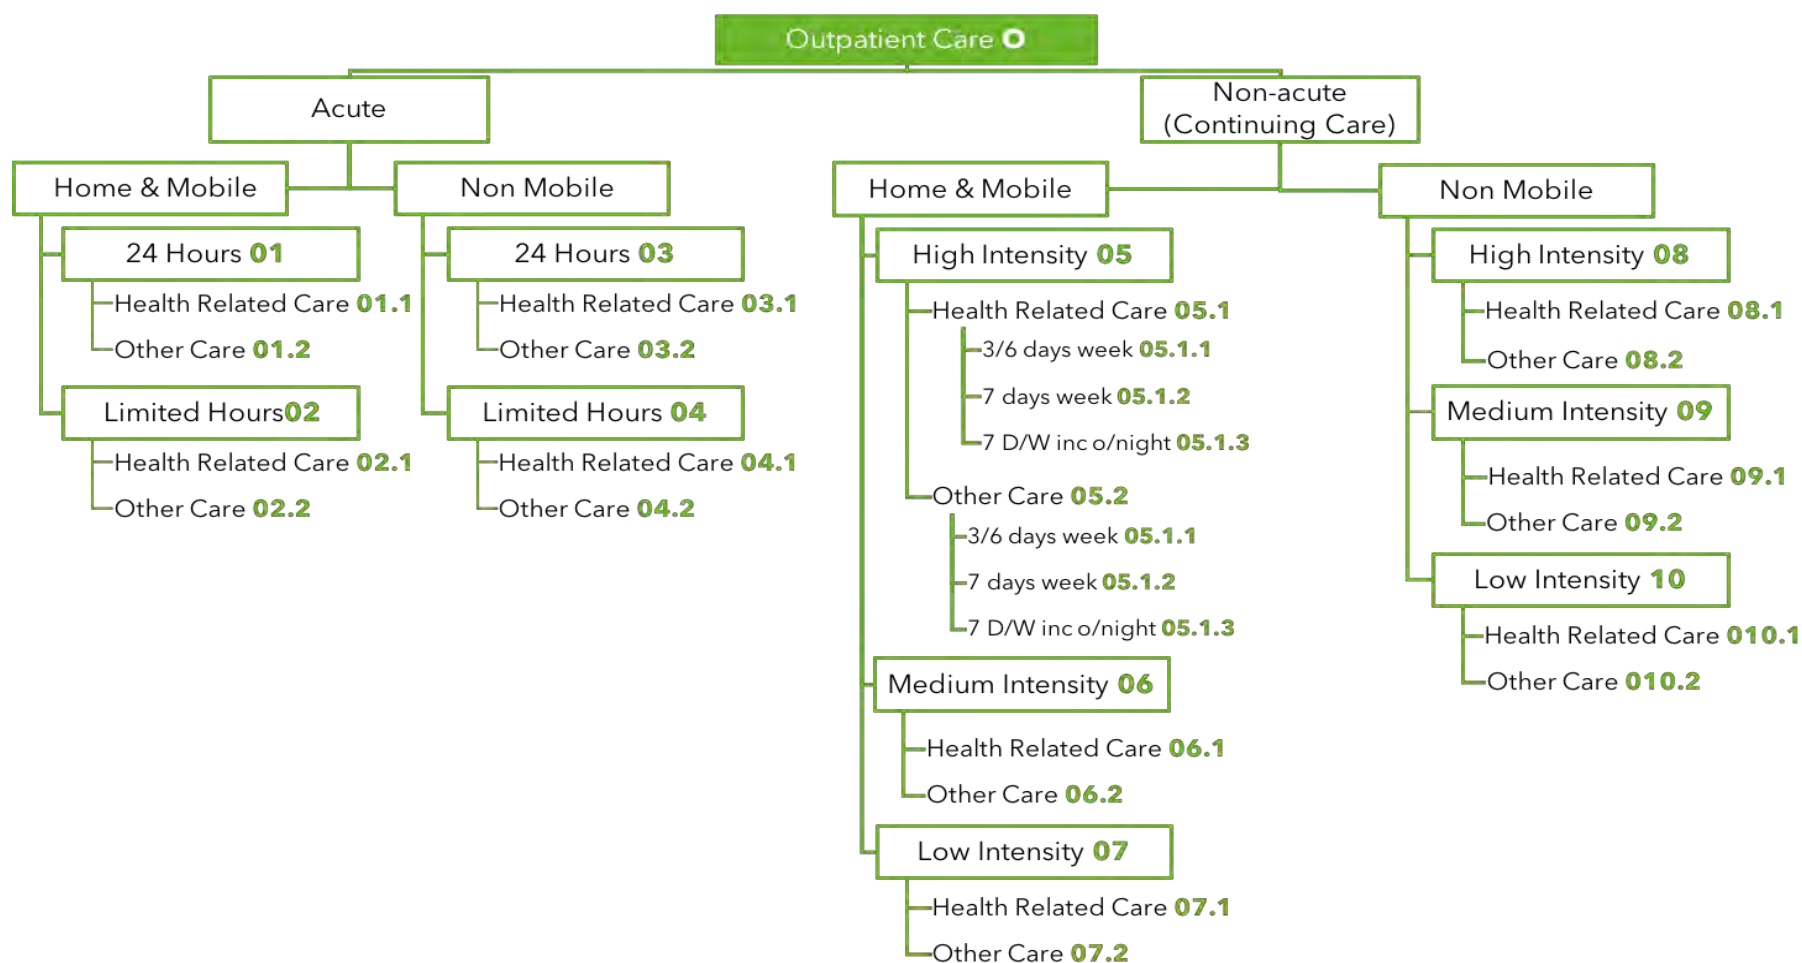 Outpatient Care O
Acute
Home & Mobile
24 Hours 01
Health Related Care 01.1
Other Care 01.2
Limited Hours02
Health Related Care 02.1
Other Care 02.2
Non Mobile
24 Hours 03
Health Related Care 03.1
Other Care 03.2
Limited Hours 04
Health Related Care 04.1
Other Care 04.2
Non-acute
(Continuing Care)
Home & Mobile
High Intensity 05
Health Related Care 05.1
3/6 days week 05.1.1
7 days week 05.1.2
7 D/W inc o/night 05.1.3
Other Care 05.2
3/6 days week 05.1.1
7 days week 05.1.2
7 D/W inc o/night 05.1.3
Medium Intensity 06
Health Related Care 06.1
Other Care 06.2
Low Intensity 07
Health Related Care 07.1
Other Care 07.2
Non Mobile
High Intensity 08
Health Related Care 08.1
Other Care 08.2
Medium Intensity 09
Health Related Care 09.1
Other Care 09.2
Low Intensity 10
Health Related Care 010.1
Other Care 010.2